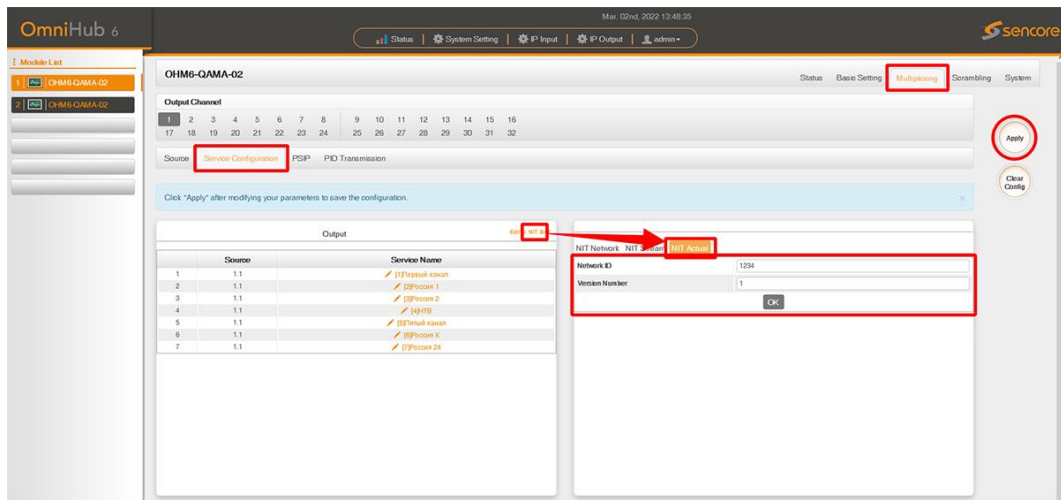 Mar. 02nd, 2022 13:48:35
OmniHub 6
Status | System Setting | IP Input | IP Output | admin
sencore
Module List
1 OHM6-QAMA-02
2 OHM6-QAMA-02
OHM6-QAMA-02
Status Basic Setting Multiplexing Scrambling System
Output Channel
1 2 3 4 5 6 7 8 9 10 11 12 13 14 15 16
17 18 19 20 21 22 23 24 25 26 27 28 29 30 31 32
Apply
Source Service Configuration PSIP PID Transmission
Clear Config
Click "Apply" after modifying your parameters to save the configuration.
Output NIT
NIT Network NIT NIT Actual
Source Service Name
Network ID 1234
Version Number 1
OK
1 1.1 [1]Первый канал
2 1.1 [2]Россия 1
3 1.1 [3]Россия 2
4 1.1 [4]НТВ
5 1.1 [5]Пятый канал
6 1.1 [6]Россия К
7 1.1 [7]Россия 24